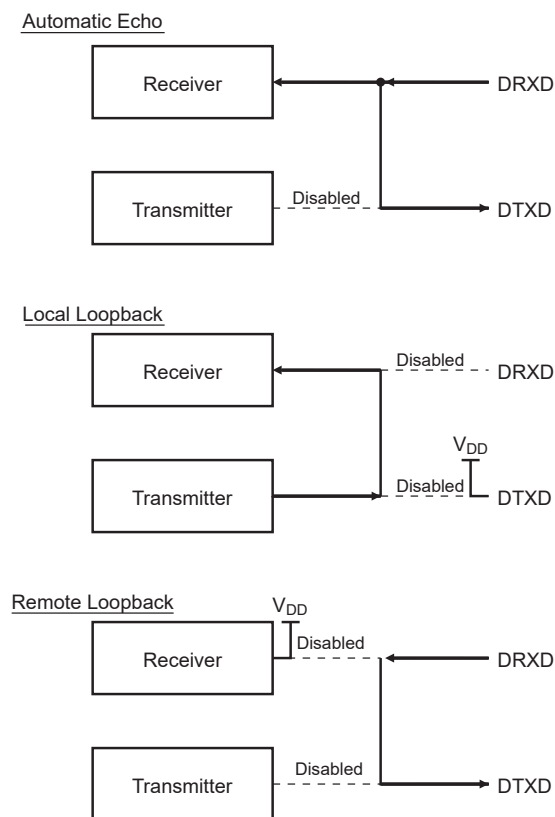 Automatic Echo
Receiver
DRXD
Transmitter
Disabled
DTXD
Local Loopback
Receiver
Disabled
DRXD
VDD
Transmitter
Disabled
DTXD
Remote Loopback
VDD
Receiver
Disabled
DRXD
Transmitter
Disabled
DTXD